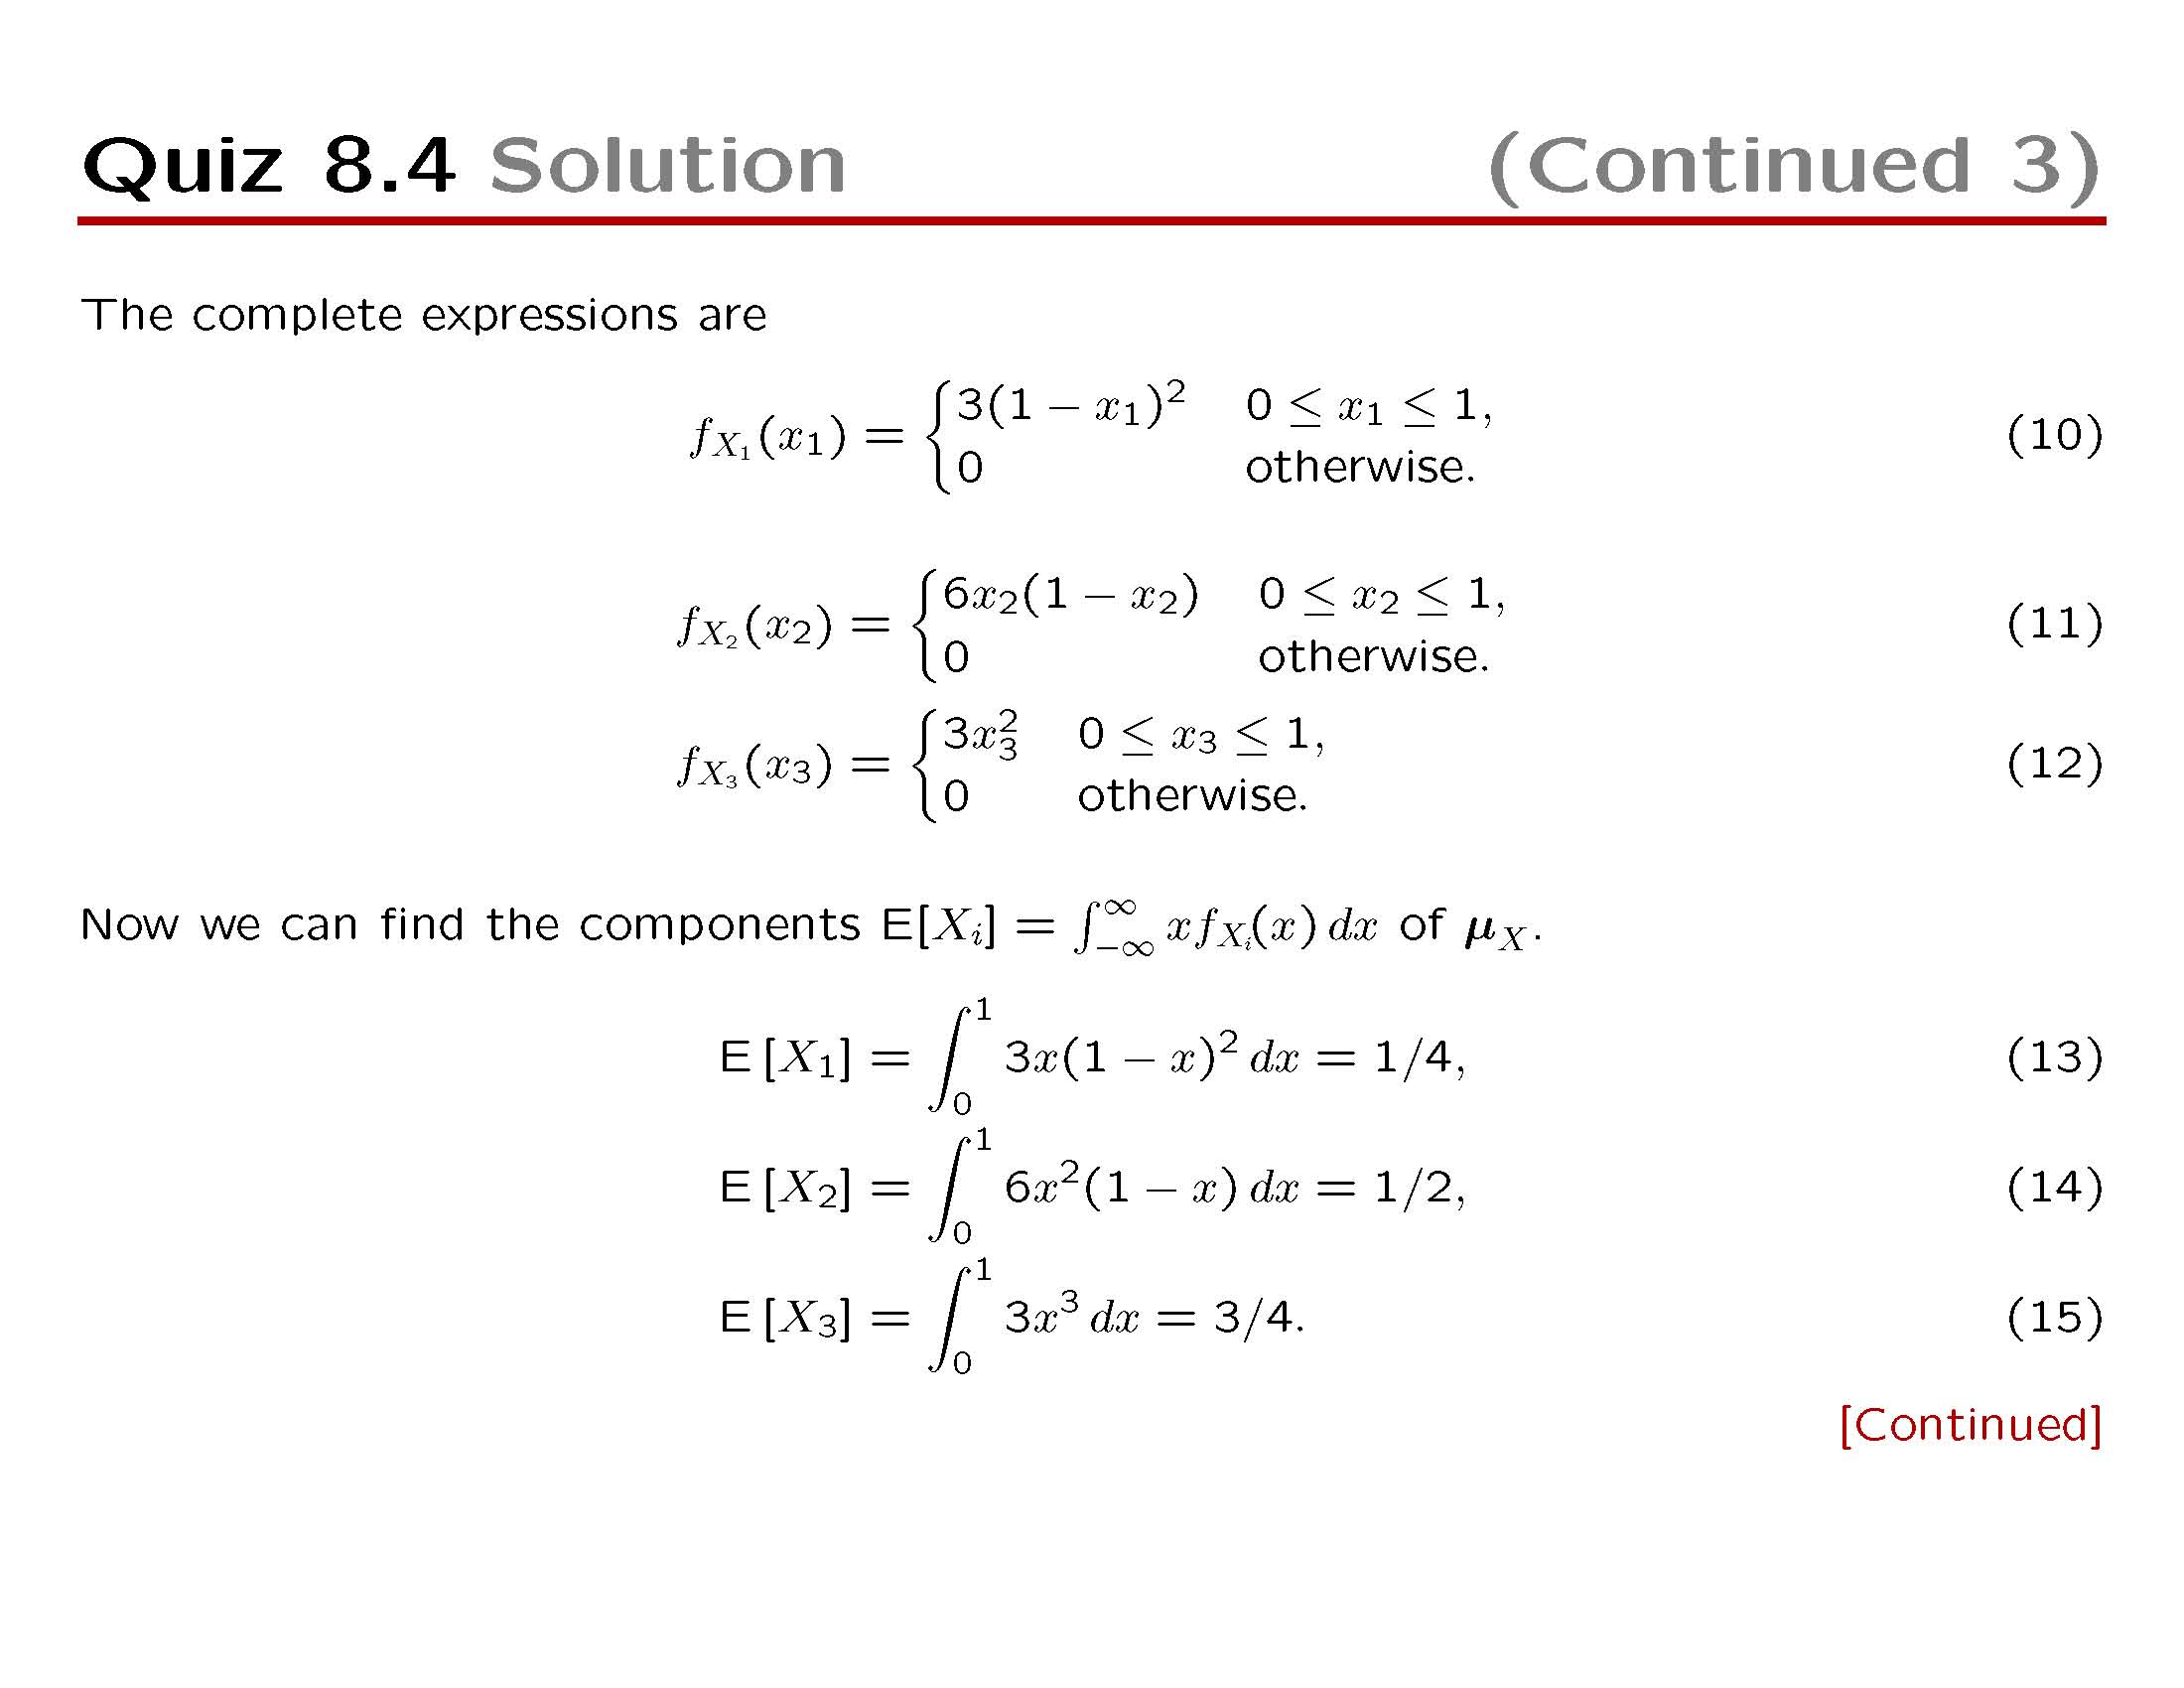 Quiz 8.4 Solution (Continued 3)
The complete expressions are
f_{X_1}(x_1) = { 3(1 − x_1)^2   0 ≤ x_1 ≤ 1,
0   otherwise.   (10)
f_{X_2}(x_2) = { 6x_2(1 − x_2)   0 ≤ x_2 ≤ 1,
0   otherwise.   (11)
f_{X_3}(x_3) = { 3x_3^2   0 ≤ x_3 ≤ 1,
0   otherwise.   (12)
Now we can find the components E[X_i] = ∫_{−∞}^{∞} x f_{X_i}(x) dx of μ_X.
E [X_1] = ∫_0^1 3x(1 − x)^2 dx = 1/4,   (13)
E [X_2] = ∫_0^1 6x^2(1 − x) dx = 1/2,   (14)
E [X_3] = ∫_0^1 3x^3 dx = 3/4.   (15)
[Continued]